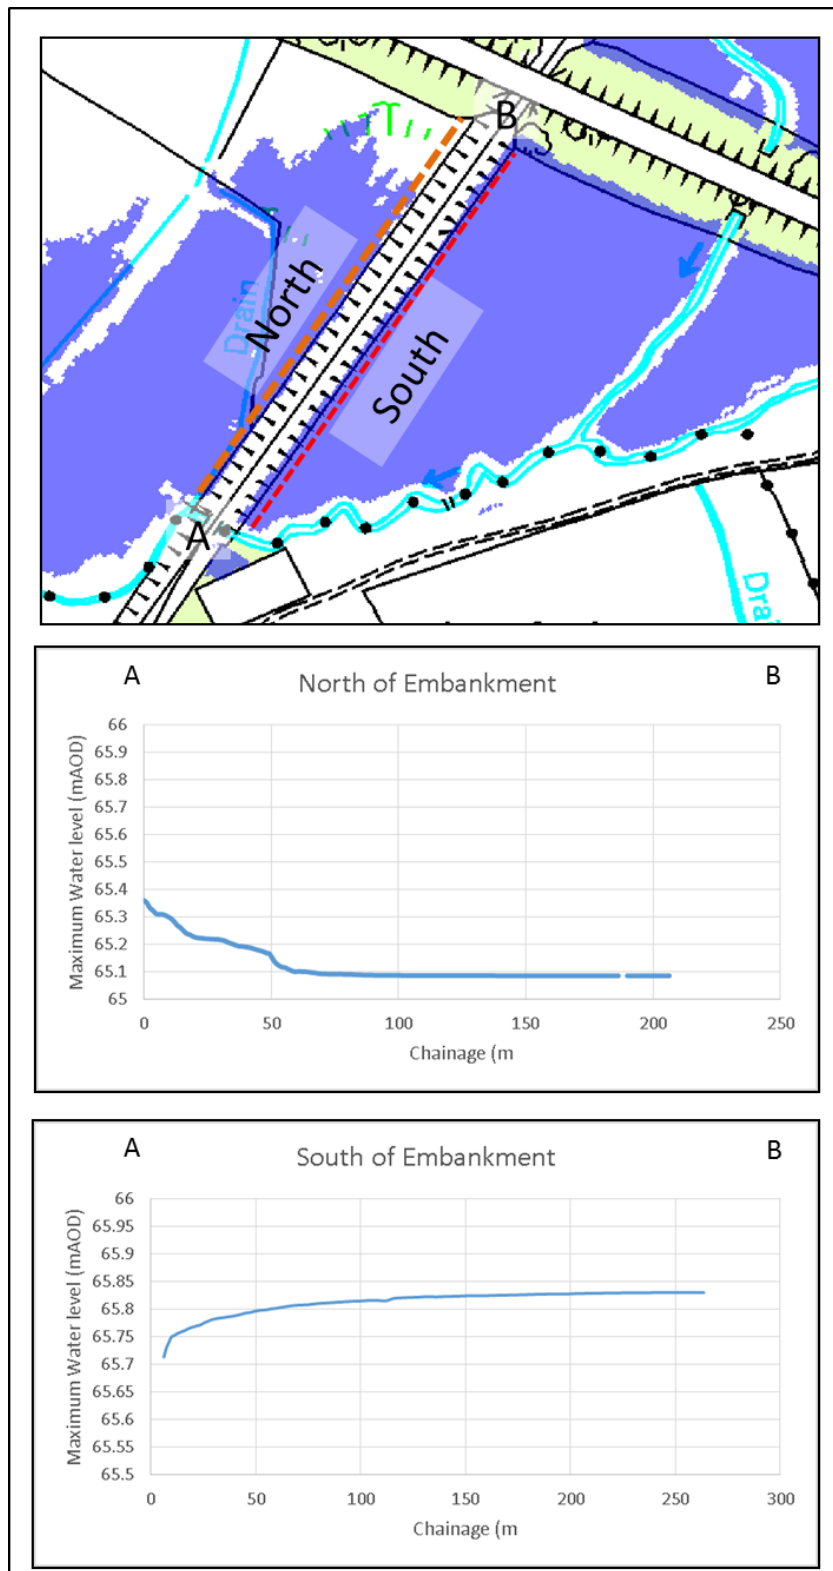 B
North
Drain
South
A
Drain
A
B
North of Embankment
Maximum Water level (mAOD)
66
65.9
65.8
65.7
65.6
65.5
65.4
65.3
65.2
65.1
65
0
50
100
150
200
250
Chainage (m
A
B
South of Embankment
Maximum Water level (mAOD)
66
65.95
65.9
65.85
65.8
65.75
65.7
65.65
65.6
65.55
65.5
0
50
100
150
200
250
300
Chainage (m